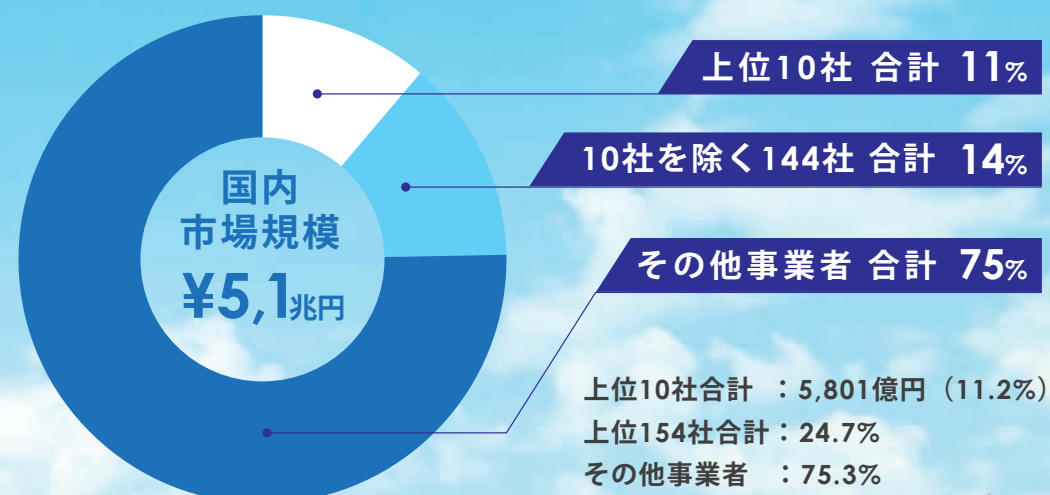 上位10社 合計 11%
10社を除く144社 合計 14%
国内
市場規模
¥5,1兆円
その他事業者 合計 75%
上位10社合計 ：5,801億円（11.2%）
上位154社合計：24.7%
その他事業者 ：75.3%